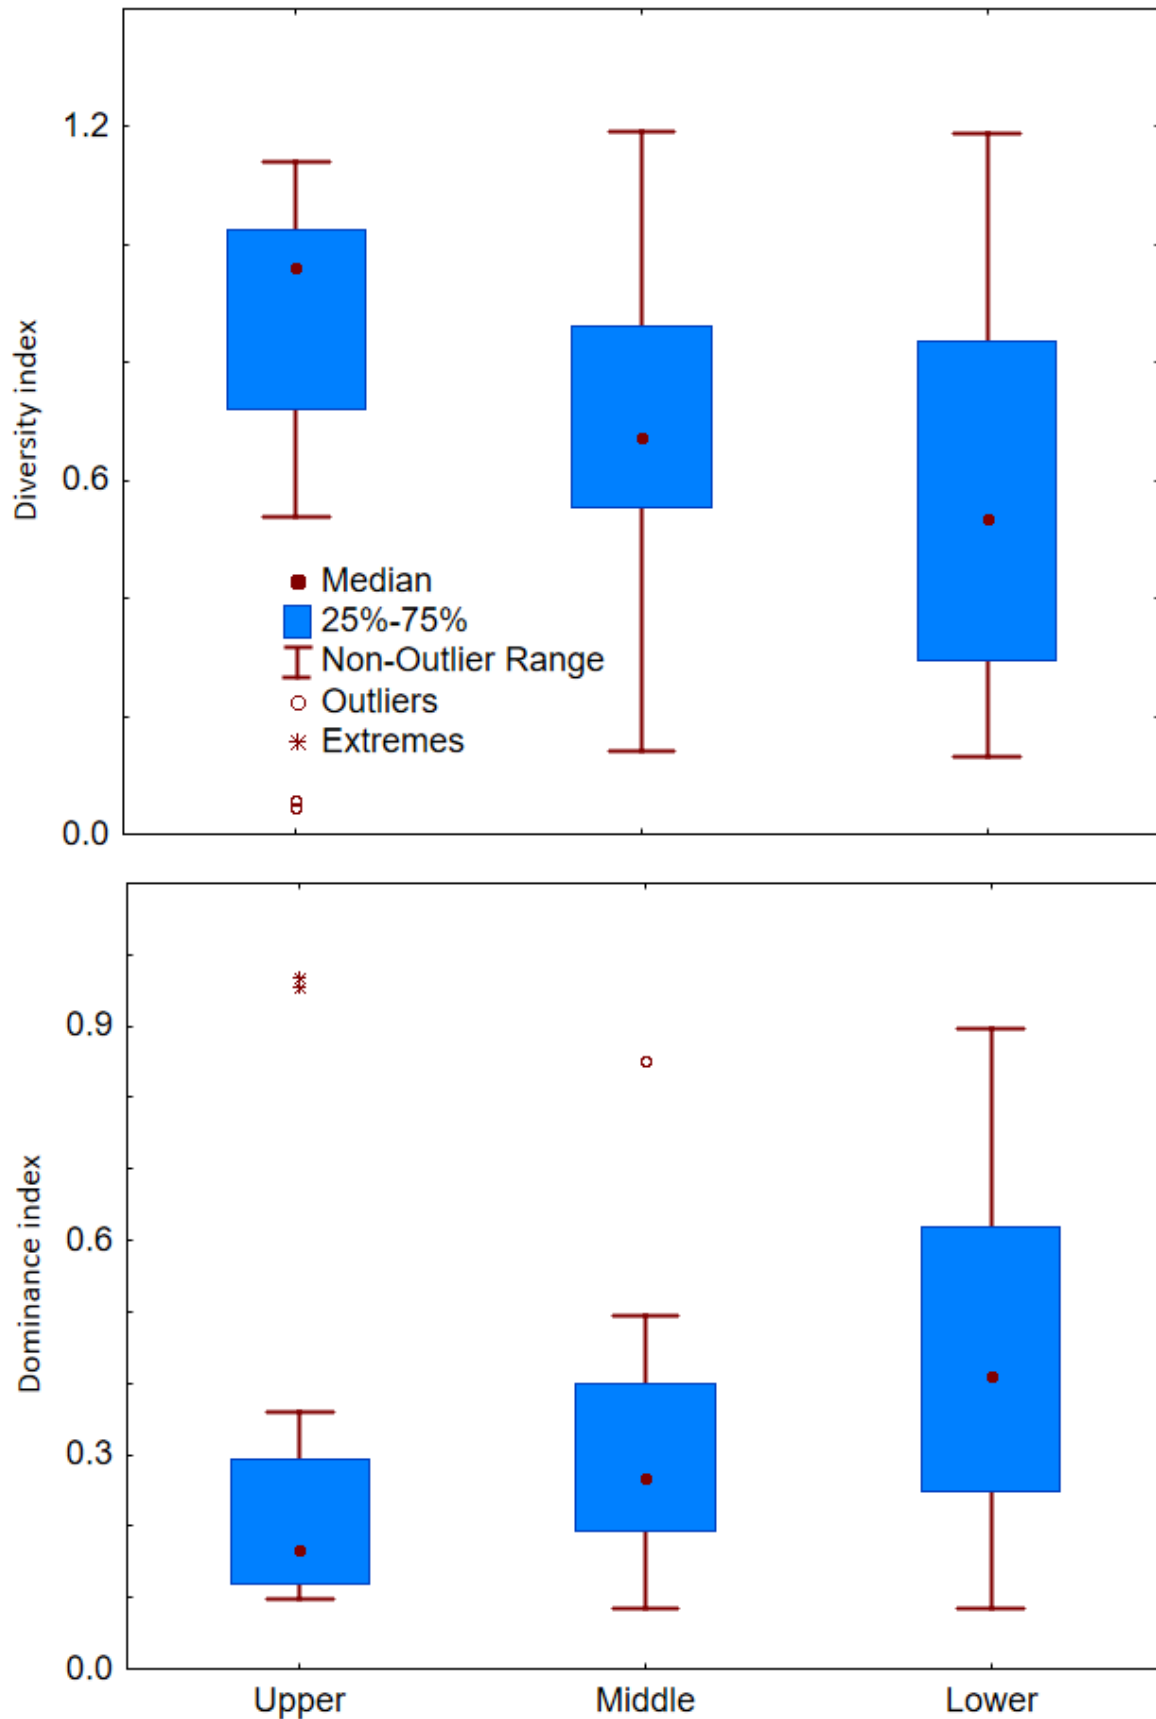 Diversity index
1.2
0.6
0.0
Median
25%-75%
Non-Outlier Range
Outliers
Extremes
Dominance index
0.9
0.6
0.3
0.0
Upper Middle Lower